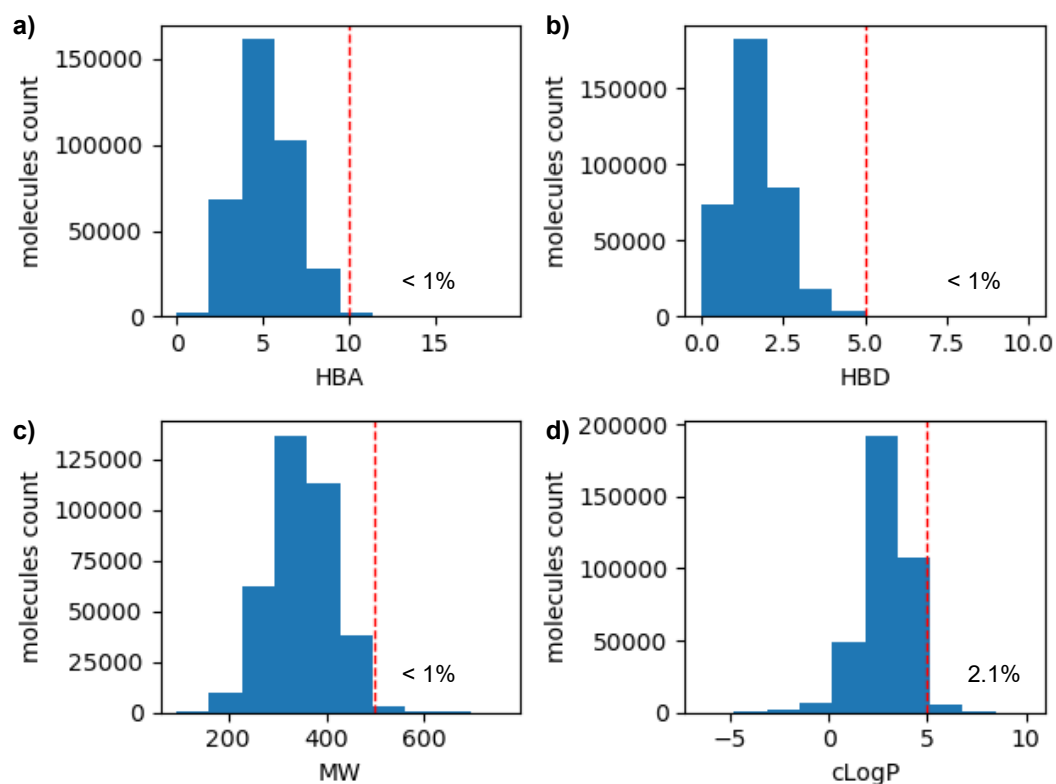 a)
molecules count
150000
100000
50000
0
< 1%
0 5 10 15
HBA
b)
molecules count
150000
100000
50000
0
< 1%
0.0 2.5 5.0 7.5 10.0
HBD
c)
molecules count
125000
100000
75000
50000
25000
0
< 1%
200 400 600
MW
d)
molecules count
200000
150000
100000
50000
0
2.1%
−5 0 5 10
cLogP